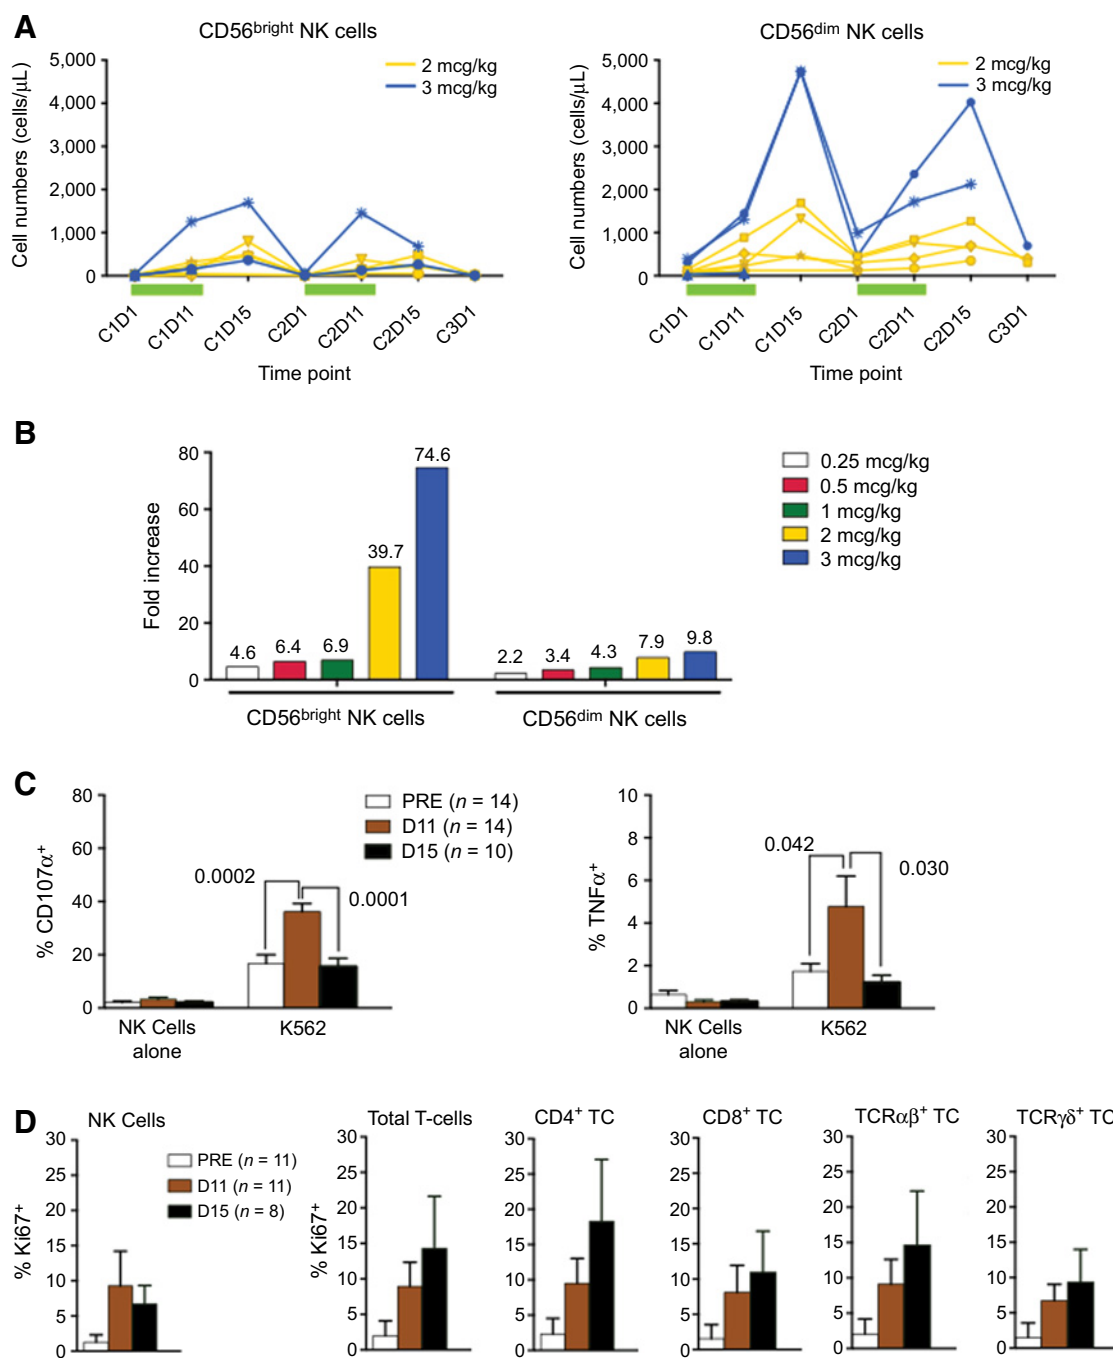 A
CD56bright NK cells
CD56dim NK cells
5,000
4,000
3,000
2,000
1,000
0
Cell numbers (cells/μL)
2 mcg/kg
3 mcg/kg
C1D1
C1D11
C1D15
C2D1
C2D11
C2D15
C3D1
Time point
5,000
4,000
3,000
2,000
1,000
0
Cell numbers (cells/μL)
2 mcg/kg
3 mcg/kg
C1D1
C1D11
C1D15
C2D1
C2D11
C2D15
C3D1
Time point
B
80
60
40
20
0
Fold increase
4.6
6.4
6.9
39.7
74.6
2.2
3.4
4.3
7.9
9.8
CD56bright NK cells
CD56dim NK cells
0.25 mcg/kg
0.5 mcg/kg
1 mcg/kg
2 mcg/kg
3 mcg/kg
C
80
60
40
20
0
% CD107α+
PRE (n = 14)
D11 (n = 14)
D15 (n = 10)
0.0002
0.0001
NK Cells
alone
K562
10
8
6
4
2
0
% TNFα+
0.042
0.030
NK Cells
alone
K562
D
NK Cells
30
25
20
15
10
5
0
% Ki67+
PRE (n = 11)
D11 (n = 11)
D15 (n = 8)
Total T-cells
30
25
20
15
10
5
0
% Ki67+
CD4+ TC
30
25
20
15
10
5
0
CD8+ TC
30
25
20
15
10
5
0
TCRαβ+ TC
30
25
20
15
10
5
0
TCRγδ+ TC
30
25
20
15
10
5
0